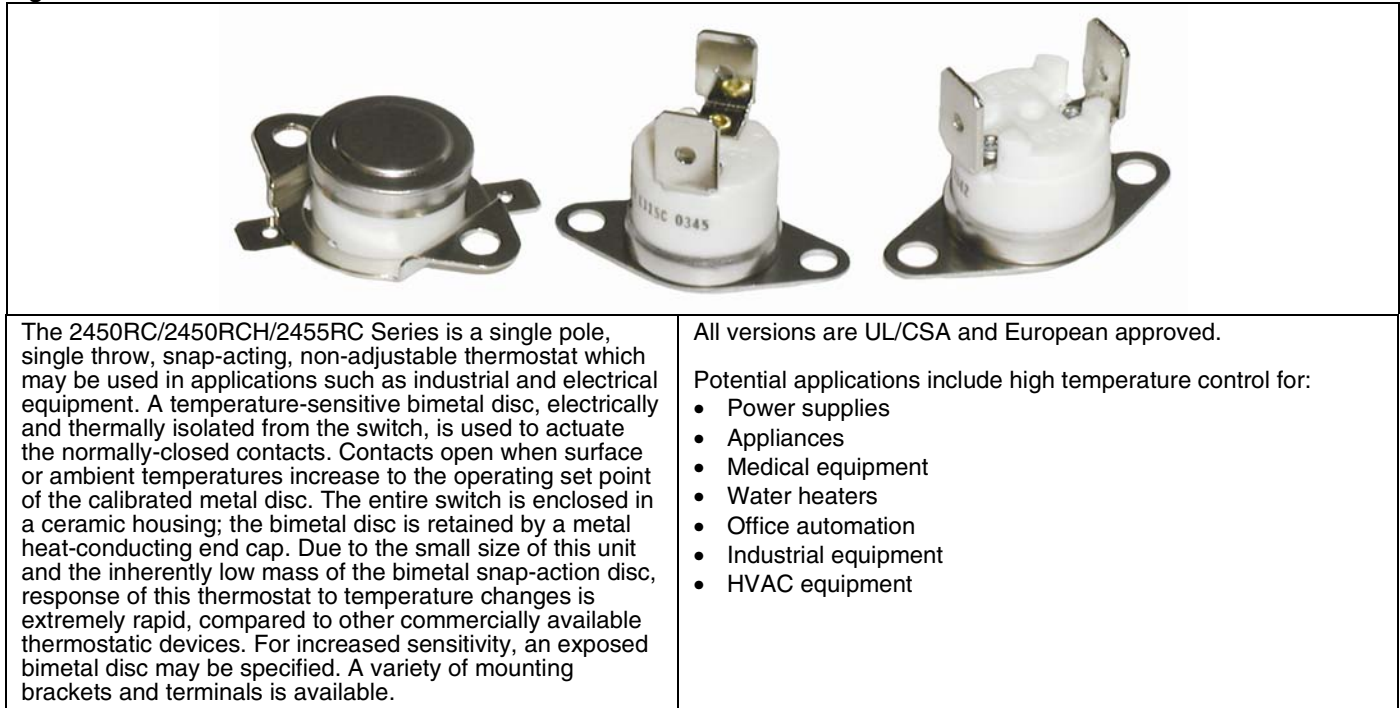 L115C 0345
The 2450RC/2450RCH/2455RC Series is a single pole,
single throw, snap-acting, non-adjustable thermostat which
may be used in applications such as industrial and electrical
equipment. A temperature-sensitive bimetal disc, electrically
and thermally isolated from the switch, is used to actuate
the normally-closed contacts. Contacts open when surface
or ambient temperatures increase to the operating set point
of the calibrated metal disc. The entire switch is enclosed in
a ceramic housing; the bimetal disc is retained by a metal
heat-conducting end cap. Due to the small size of this unit
and the inherently low mass of the bimetal snap-action disc,
response of this thermostat to temperature changes is
extremely rapid, compared to other commercially available
thermostatic devices. For increased sensitivity, an exposed
bimetal disc may be specified. A variety of mounting
brackets and terminals is available.
All versions are UL/CSA and European approved.
Potential applications include high temperature control for:
• Power supplies
• Appliances
• Medical equipment
• Water heaters
• Office automation
• Industrial equipment
• HVAC equipment